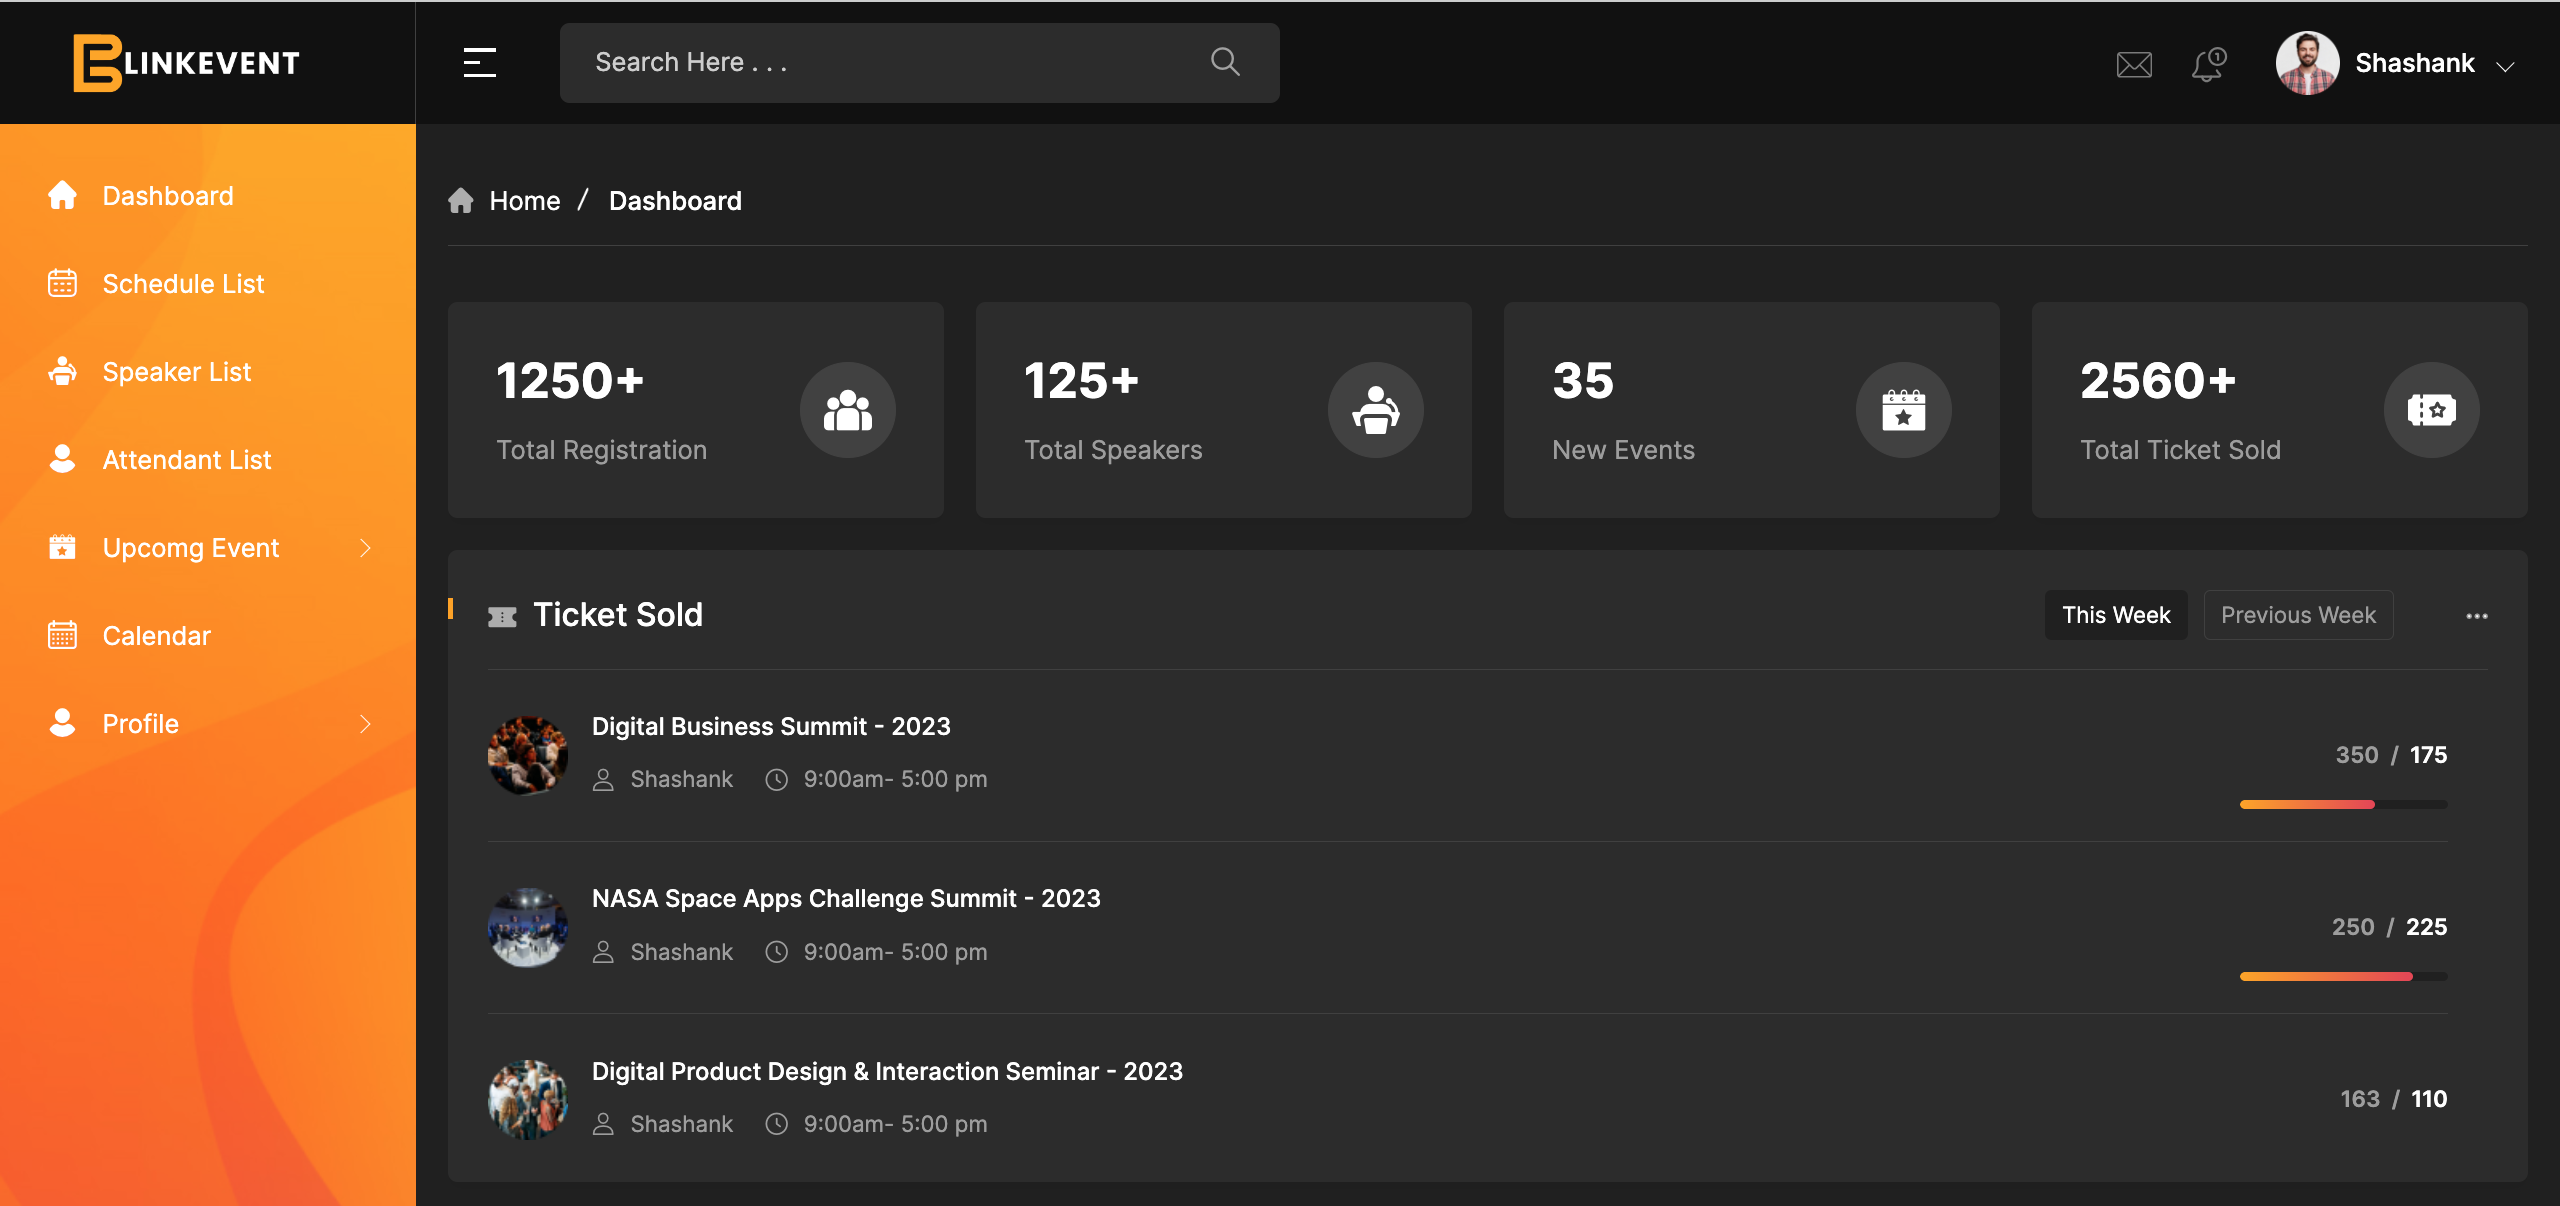 BLINKEVENT
Search Here . . .
1
Shashank
Dashboard
Schedule List
Speaker List
Attendant List
Upcomg Event
Calendar
Profile
Home / Dashboard
1250+
Total Registration
125+
Total Speakers
35
New Events
2560+
Total Ticket Sold
Ticket Sold
This Week
Previous Week
Digital Business Summit - 2023
Shashank 9:00am- 5:00 pm
350 / 175
NASA Space Apps Challenge Summit - 2023
Shashank 9:00am- 5:00 pm
250 / 225
Digital Product Design & Interaction Seminar - 2023
Shashank 9:00am- 5:00 pm
163 / 110